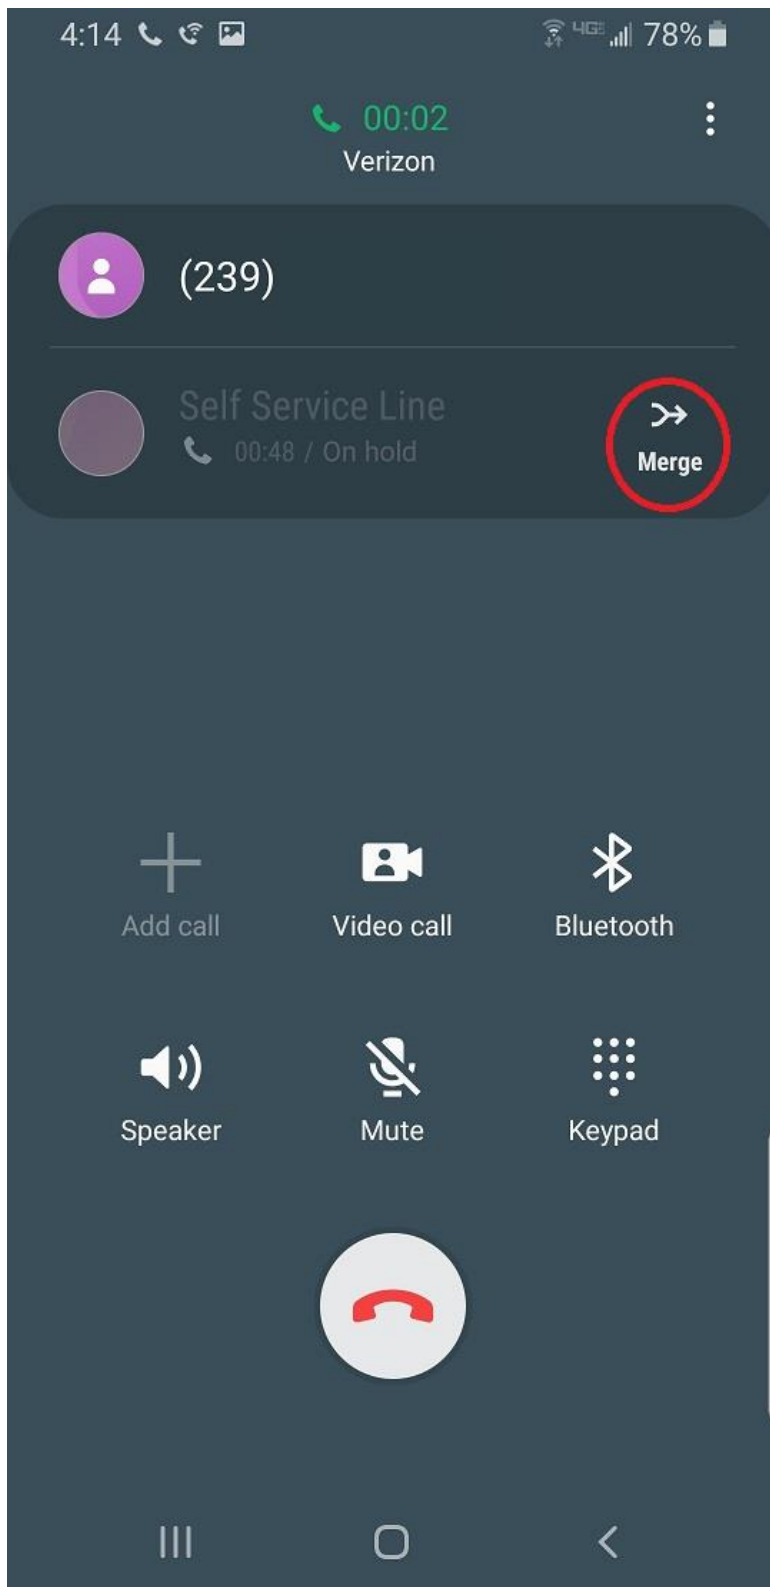 4:14 4GE 78%
00:02
Verizon
(239)
Self Service Line
00:48 / On hold
Merge
Add call
Video call
Bluetooth
Speaker
Mute
Keypad